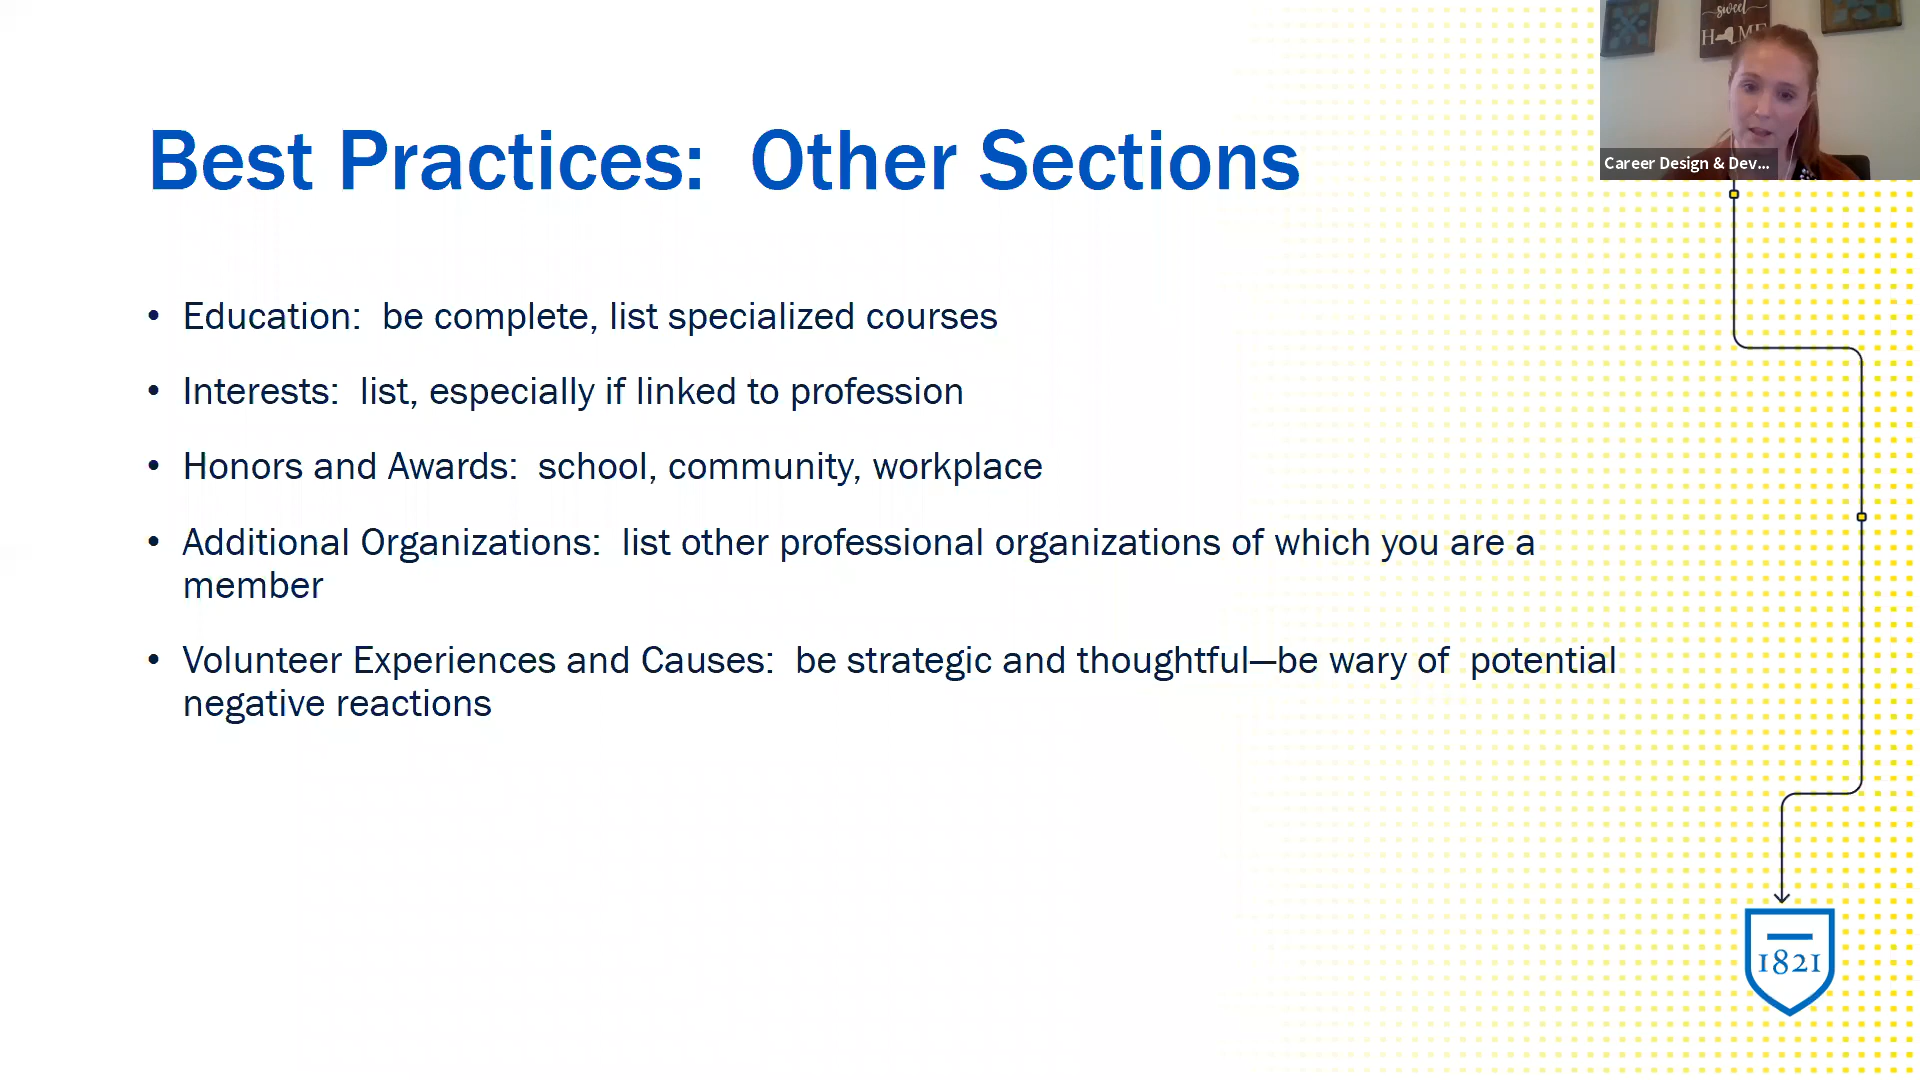 Best Practices:  Other Sections
• Education:  be complete, list specialized courses
• Interests:  list, especially if linked to profession
• Honors and Awards:  school, community, workplace
• Additional Organizations:  list other professional organizations of which you are a
member
• Volunteer Experiences and Causes:  be strategic and thoughtful—be wary of  potential
negative reactions
sweet
HOME
Career Design & Dev...
1821